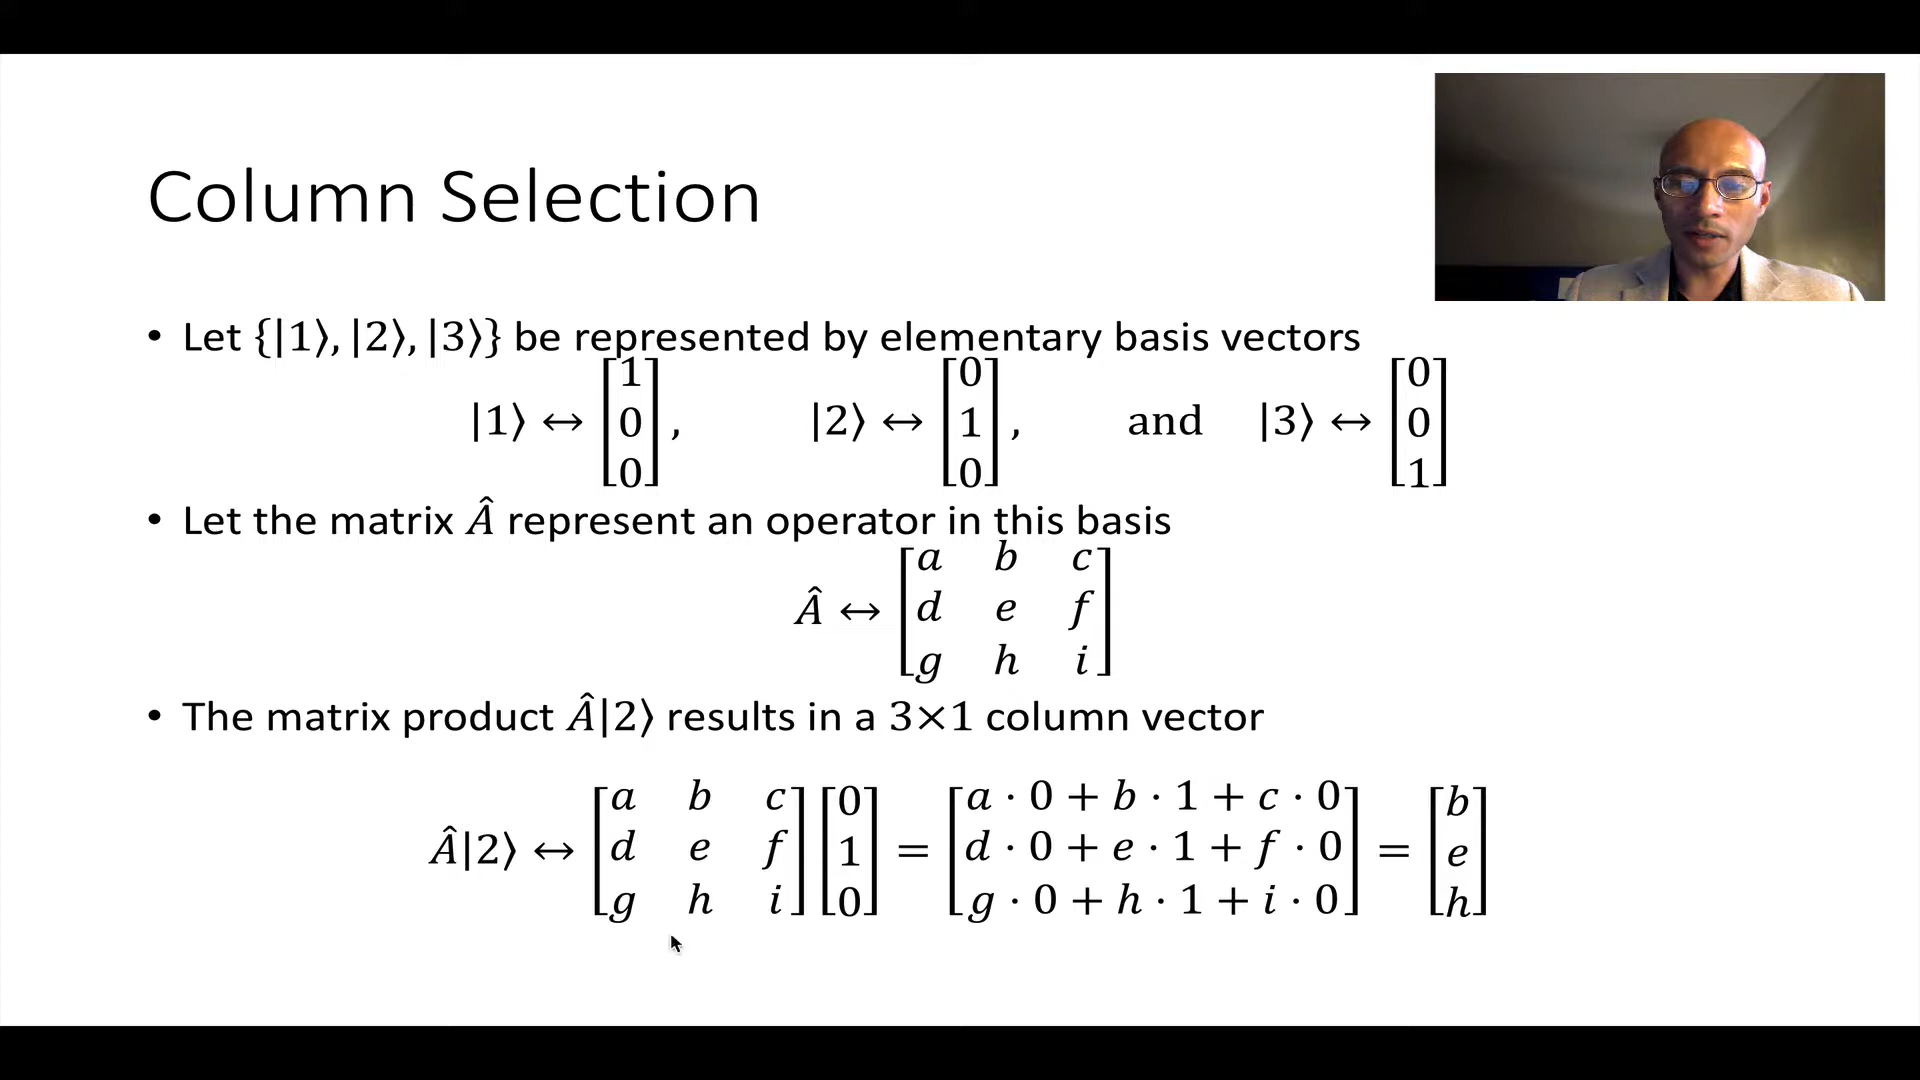 Column Selection
• Let {|1⟩, |2⟩, |3⟩} be represented by elementary basis vectors
|1⟩ ↔ [1 0 0], |2⟩ ↔ [0 1 0], and |3⟩ ↔ [0 0 1]
• Let the matrix Â represent an operator in this basis
Â ↔ [a b c
d e f
g h i]
• The matrix product Â|2⟩ results in a 3×1 column vector
Â|2⟩ ↔ [a b c; d e f; g h i] [0 1 0] = [a · 0 + b · 1 + c · 0; d · 0 + e · 1 + f · 0; g · 0 + h · 1 + i · 0] = [b e h]